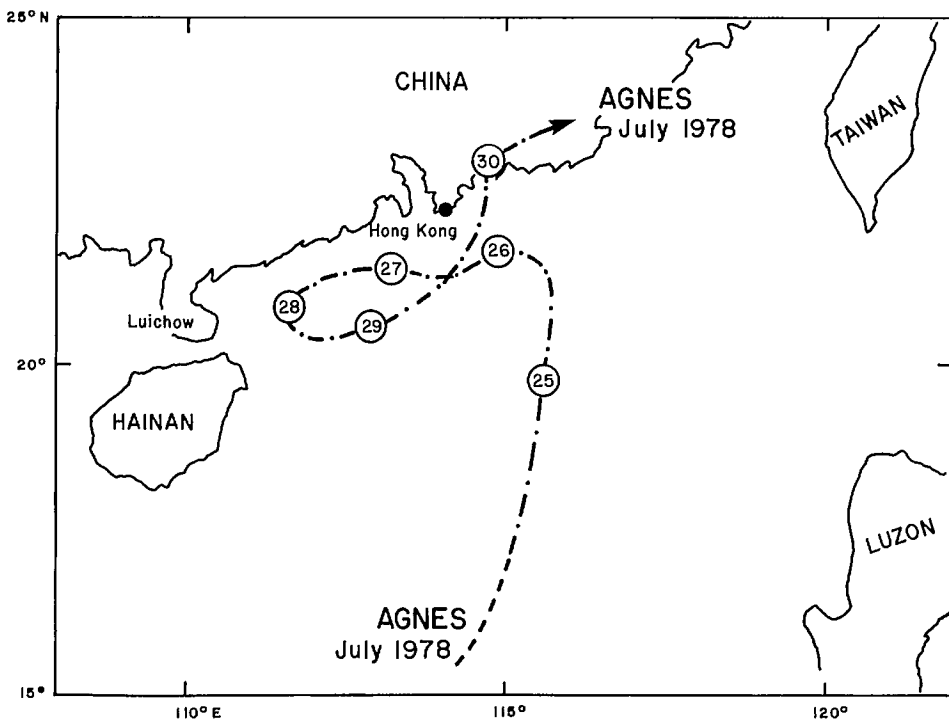 25° N
CHINA
AGNES
July 1978
TAIWAN
30
Hong Kong
26
27
28
29
Luichow
20°
25
HAINAN
LUZON
AGNES
July 1978
15°
110° E
115°
120°